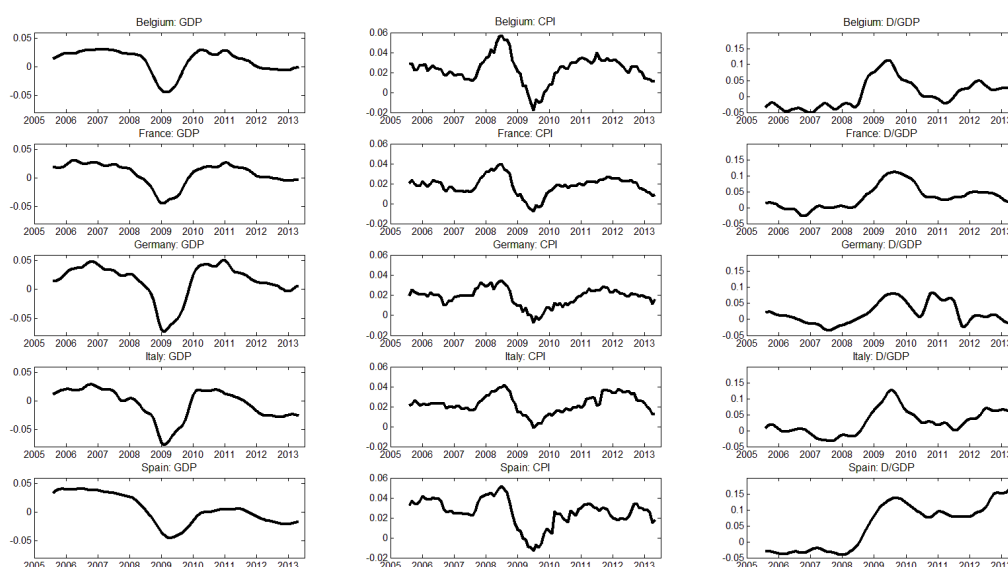 Belgium: GDP
0.05
0
-0.05
2005 2006 2007 2008 2009 2010 2011 2012 2013
Belgium: CPI
0.06
0.04
0.02
0
-0.02
2005 2006 2007 2008 2009 2010 2011 2012 2013
Belgium: D/GDP
0.15
0.1
0.05
0
-0.05
2005 2006 2007 2008 2009 2010 2011 2012 2013
France: GDP
0.05
0
-0.05
2005 2006 2007 2008 2009 2010 2011 2012 2013
France: CPI
0.06
0.04
0.02
0
-0.02
2005 2006 2007 2008 2009 2010 2011 2012 2013
France: D/GDP
0.15
0.1
0.05
0
-0.05
2005 2006 2007 2008 2009 2010 2011 2012 2013
Germany: GDP
0.05
0
-0.05
2005 2006 2007 2008 2009 2010 2011 2012 2013
Germany: CPI
0.06
0.04
0.02
0
-0.02
2005 2006 2007 2008 2009 2010 2011 2012 2013
Germany: D/GDP
0.15
0.1
0.05
0
-0.05
2005 2006 2007 2008 2009 2010 2011 2012 2013
Italy: GDP
0.05
0
-0.05
2005 2006 2007 2008 2009 2010 2011 2012 2013
Italy: CPI
0.06
0.04
0.02
0
-0.02
2005 2006 2007 2008 2009 2010 2011 2012 2013
Italy: D/GDP
0.15
0.1
0.05
0
-0.05
2005 2006 2007 2008 2009 2010 2011 2012 2013
Spain: GDP
0.05
0
-0.05
2005 2006 2007 2008 2009 2010 2011 2012 2013
Spain: CPI
0.06
0.04
0.02
0
-0.02
2005 2006 2007 2008 2009 2010 2011 2012 2013
Spain: D/GDP
0.15
0.1
0.05
0
-0.05
2005 2006 2007 2008 2009 2010 2011 2012 2013